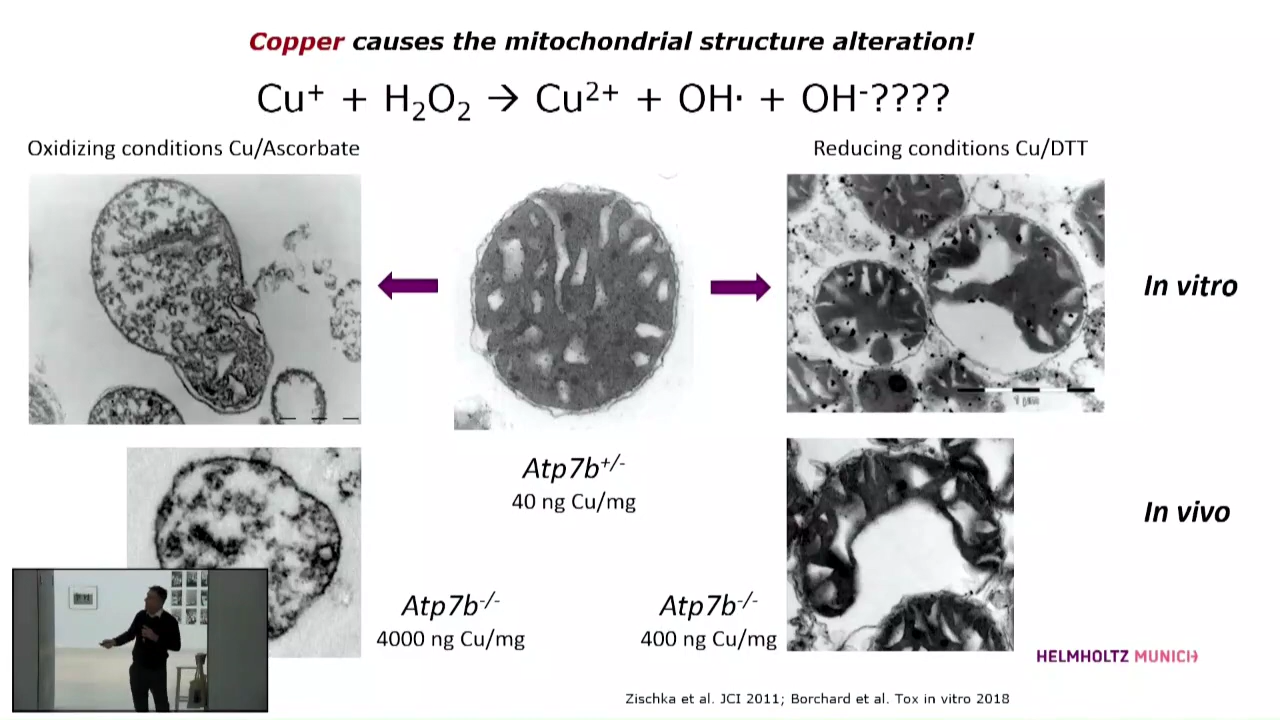 Copper causes the mitochondrial structure alteration!
Cu⁺ + H₂O₂ → Cu²⁺ + OH· + OH⁻????
Oxidizing conditions Cu/Ascorbate
Reducing conditions Cu/DTT
In vitro
Atp7b⁺/⁻
40 ng Cu/mg
In vivo
Atp7b⁻/⁻
4000 ng Cu/mg
Atp7b⁻/⁻
400 ng Cu/mg
HELMHOLTZ MUNICH
Zischka et al. JCI 2011; Borchard et al. Tox in vitro 2018